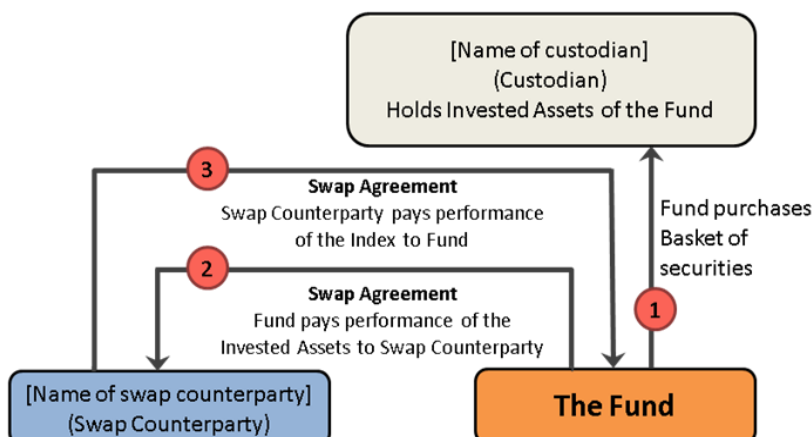 [Name of custodian]
(Custodian)
Holds Invested Assets of the Fund
3
Swap Agreement
Swap Counterparty pays performance
of the Index to Fund
Fund purchases
Basket of
securities
2
Swap Agreement
Fund pays performance of the
Invested Assets to Swap Counterparty
1
[Name of swap counterparty]
(Swap Counterparty)
The Fund